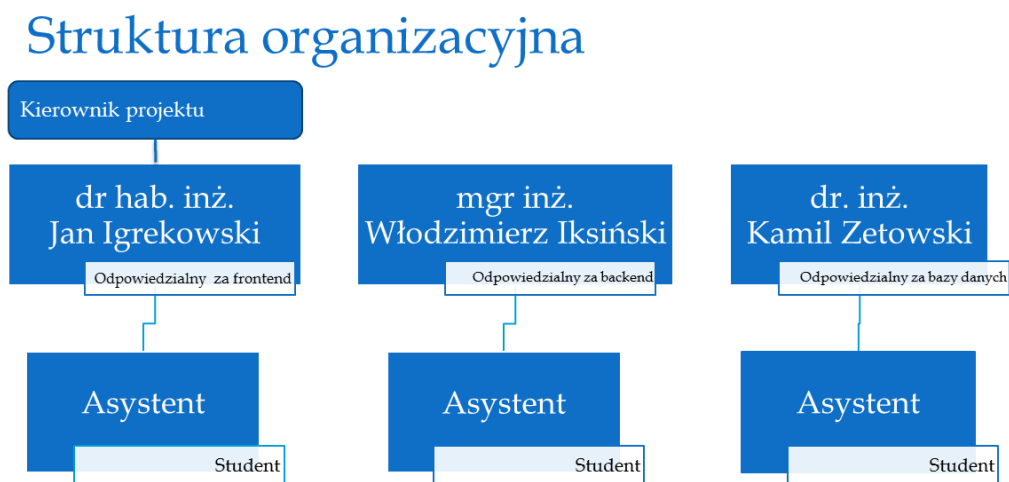 Struktura organizacyjna
Kierownik projektu
dr hab. inż.
Jan Igrekowski
Odpowiedzialny za frontend
mgr inż.
Włodzimierz Iksiński
Odpowiedzialny za backend
dr. inż.
Kamil Zetowski
Odpowiedzialny za bazy danych
Asystent
Student
Asystent
Student
Asystent
Student